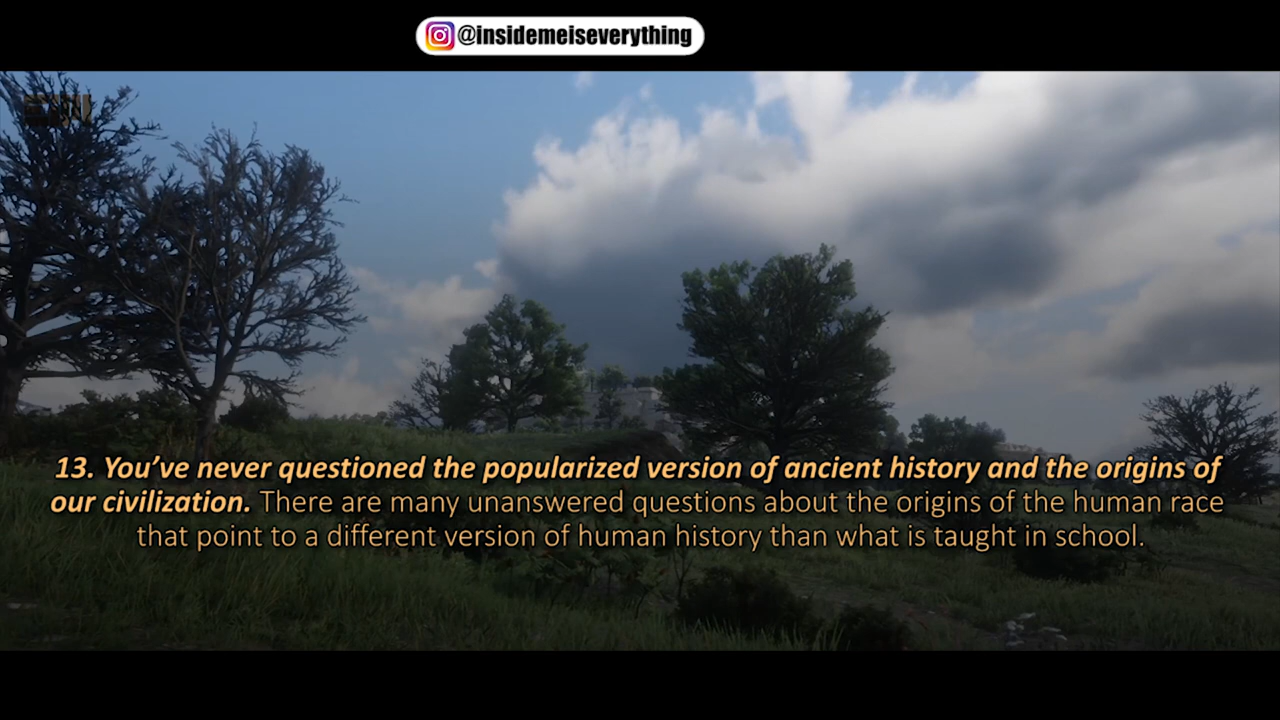 @insidemeiseverything
13. You’ve never questioned the popularized version of ancient history and the origins of
our civilization. There are many unanswered questions about the origins of the human race
that point to a different version of human history than what is taught in school.